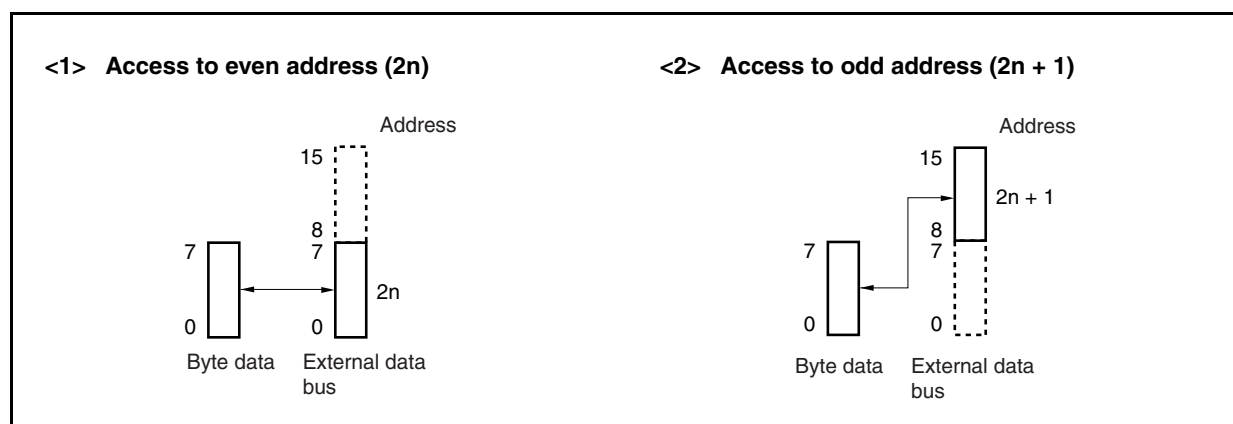 <1> Access to even address (2n)
Address
15
8
7
7
2n
0
0
Byte data
External data
bus
<2> Access to odd address (2n + 1)
Address
15
2n + 1
8
7
7
0
0
Byte data
External data
bus